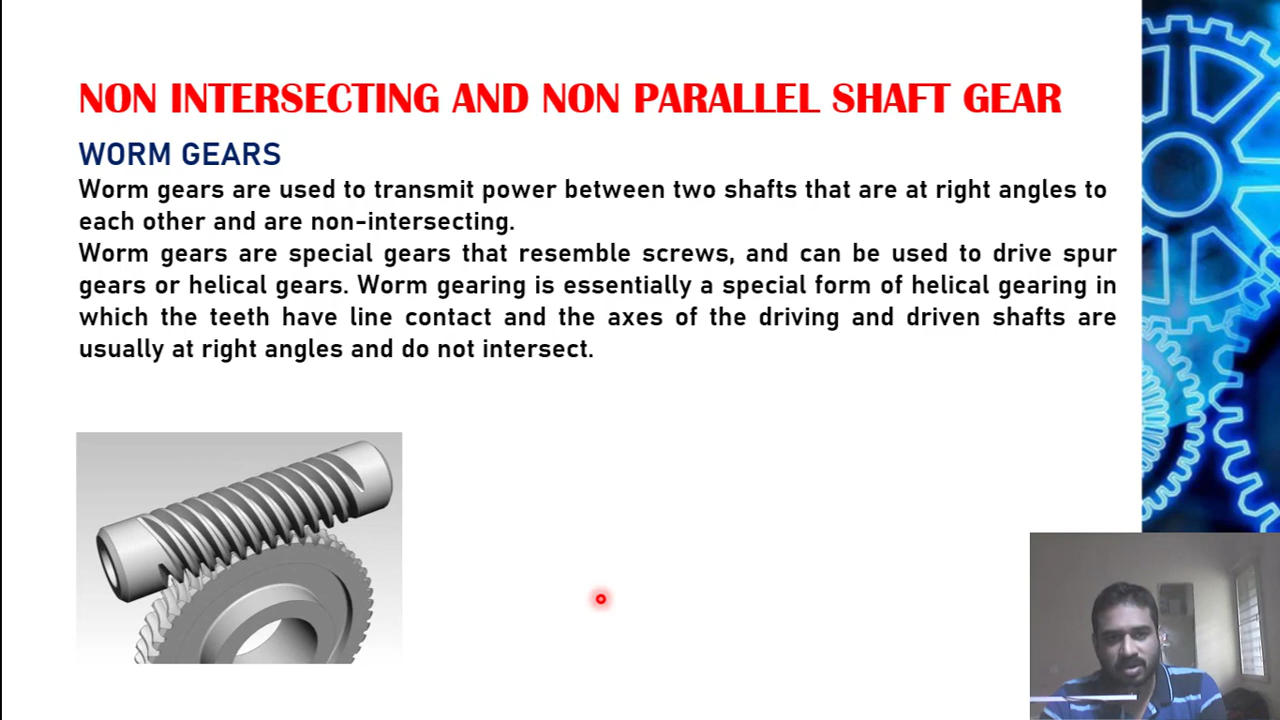 NON INTERSECTING AND NON PARALLEL SHAFT GEAR
WORM GEARS
Worm gears are used to transmit power between two shafts that are at right angles to
each other and are non-intersecting.
Worm gears are special gears that resemble screws, and can be used to drive spur
gears or helical gears. Worm gearing is essentially a special form of helical gearing in
which the teeth have line contact and the axes of the driving and driven shafts are
usually at right angles and do not intersect.